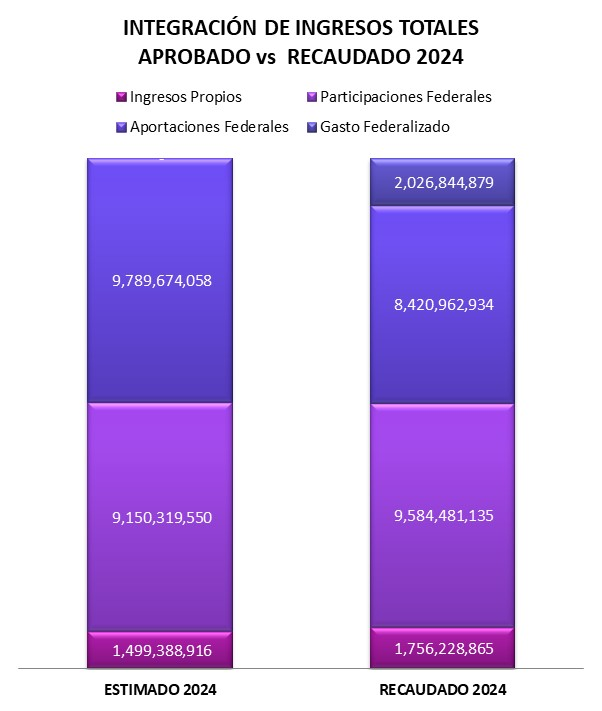 INTEGRACIÓN DE INGRESOS TOTALES
APROBADO vs RECAUDADO 2024
Ingresos Propios
Participaciones Federales
Aportaciones Federales
Gasto Federalizado
2,026,844,879
9,789,674,058
8,420,962,934
9,150,319,550
9,584,481,135
1,499,388,916
1,756,228,865
ESTIMADO 2024
RECAUDADO 2024